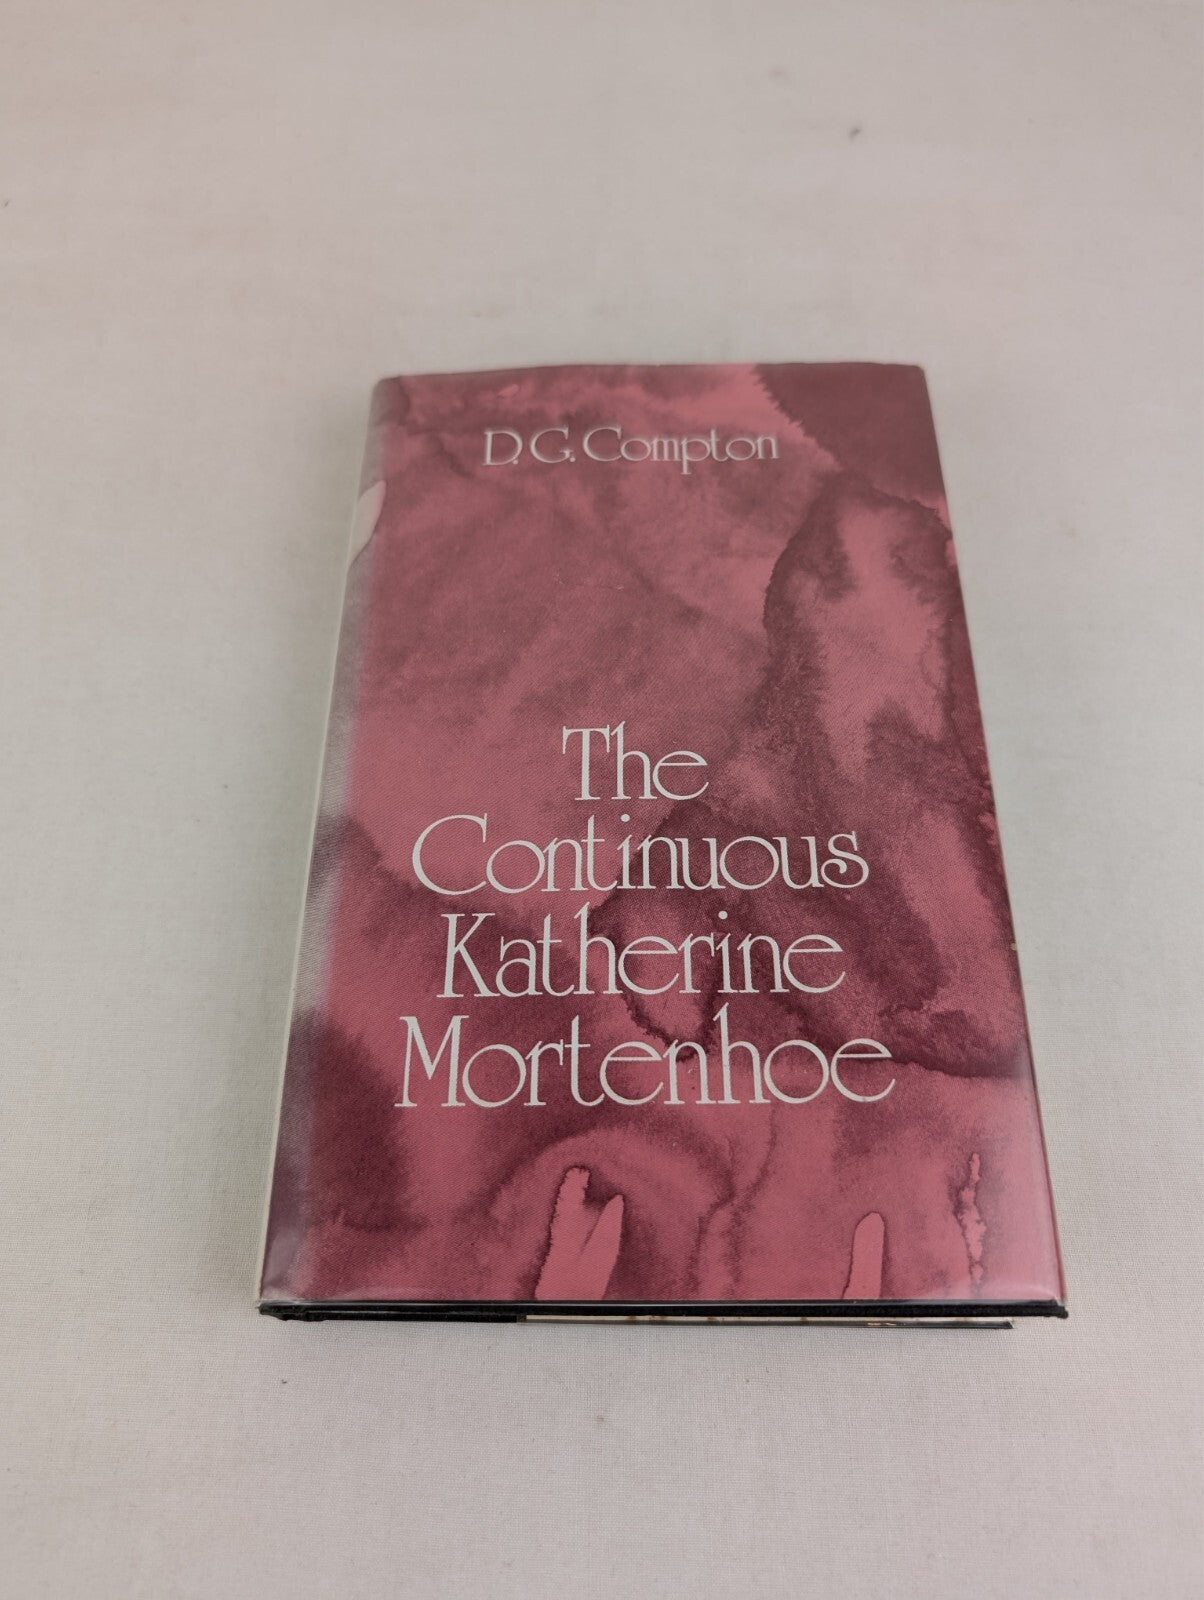 D.G. Compton
The
Continuous
Katherine
Mortenhoe